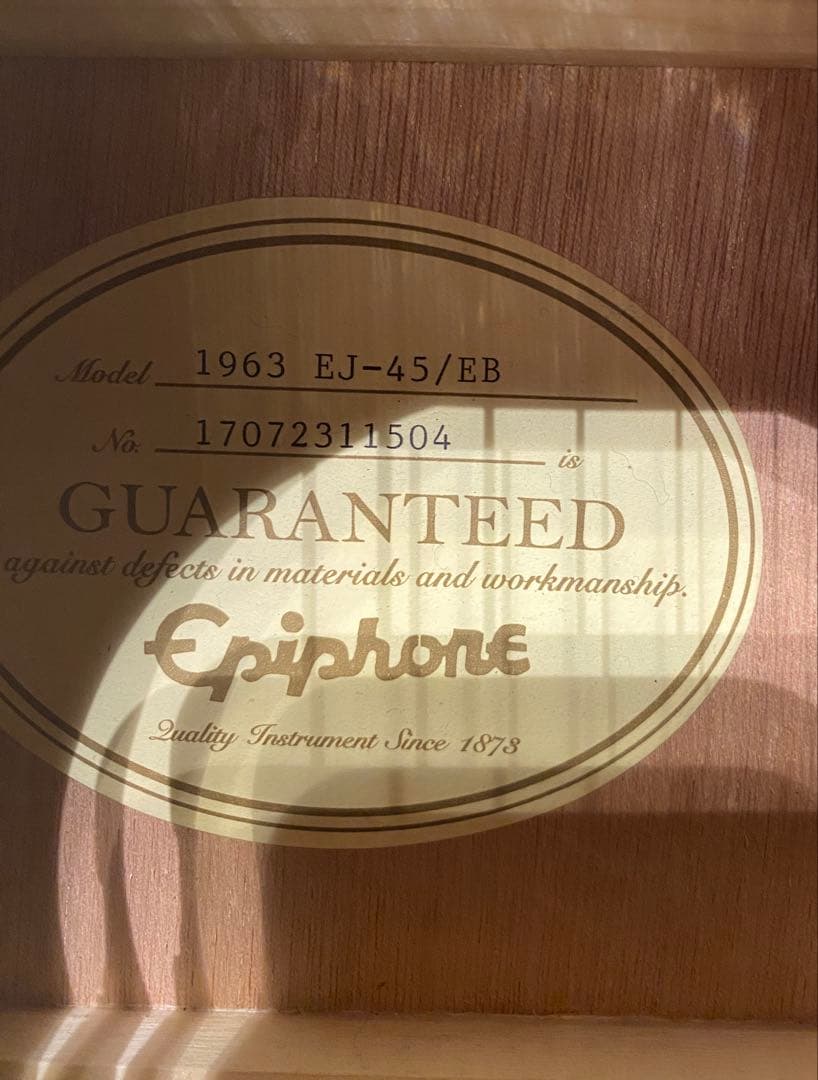 Model 1963 EJ-45/EB
No. 17072311504 is
GUARANTEED
against defects in materials and workmanship.
Epiphone
Quality Instrument Since 1873